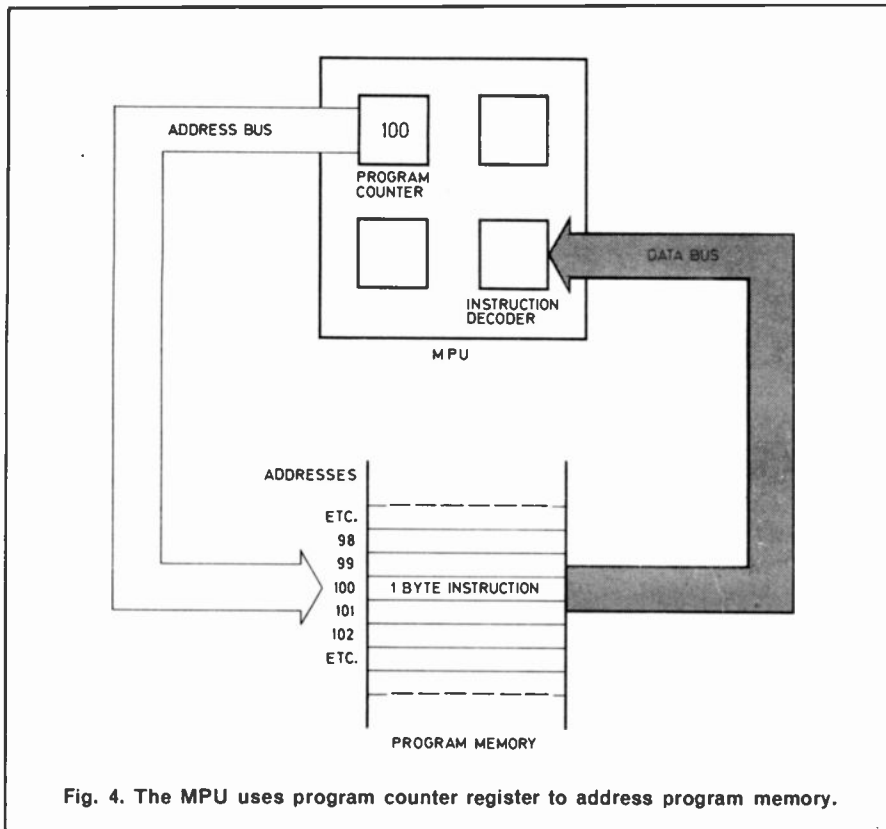 ADDRESS BUS
100
PROGRAM
COUNTER
DATA BUS
INSTRUCTION
DECODER
MPU
ADDRESSES
ETC.
98
99
100
1 BYTE INSTRUCTION
101
102
ETC.
PROGRAM MEMORY
Fig. 4. The MPU uses program counter register to address program memory.